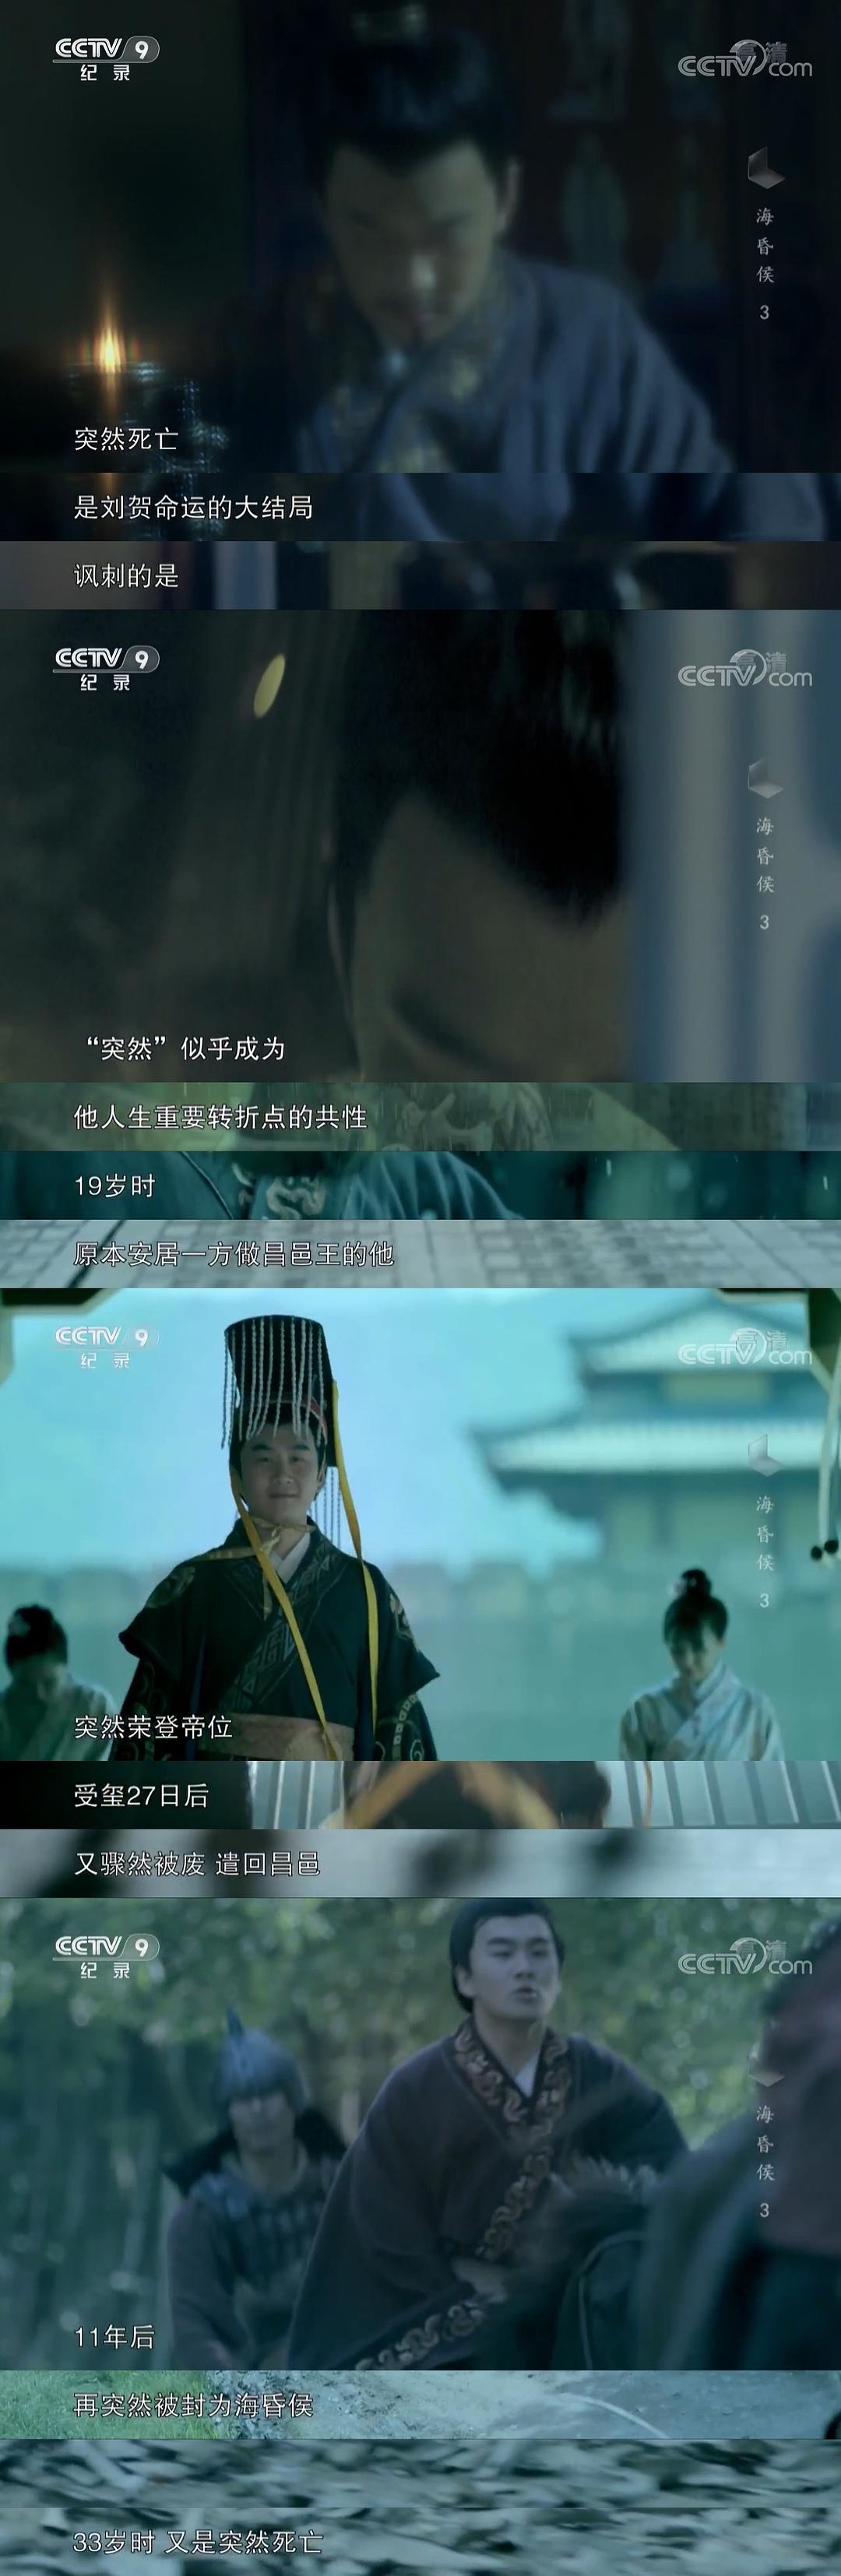 CCTV 9
纪 录
高清
CCTV com
海昏侯 3
突然死亡
是刘贺命运的大结局
讽刺的是
CCTV 9
纪 录
高清
CCTV com
海昏侯 3
“突然”似乎成为
他人生重要转折点的共性
19岁时
原本安居一方做昌邑王的他
CCTV 9
纪 录
高清
CCTV com
海昏侯 3
突然荣登帝位
受玺27日后
又骤然被废 遣回昌邑
CCTV 9
纪 录
高清
CCTV com
海昏侯 3
11年后
再突然被封为海昏侯
33岁时 又是突然死亡